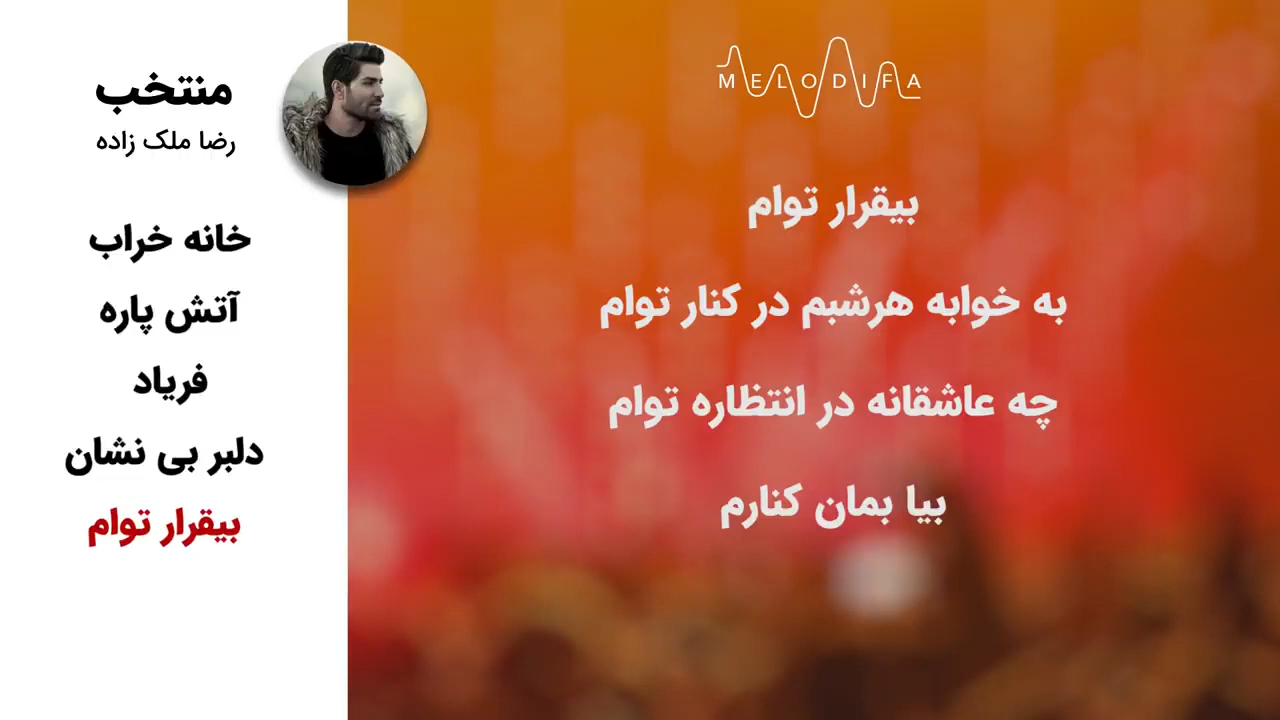 منتخب
رضا ملک زاده
خانه خراب
آتش پاره
فریاد
دلبر بی نشان
بیقرار توام
MELODIFA
بیقرار توام
به خوابه هرشبم در کنار توام
چه عاشقانه در انتظاره توام
بیا بمان کنارم